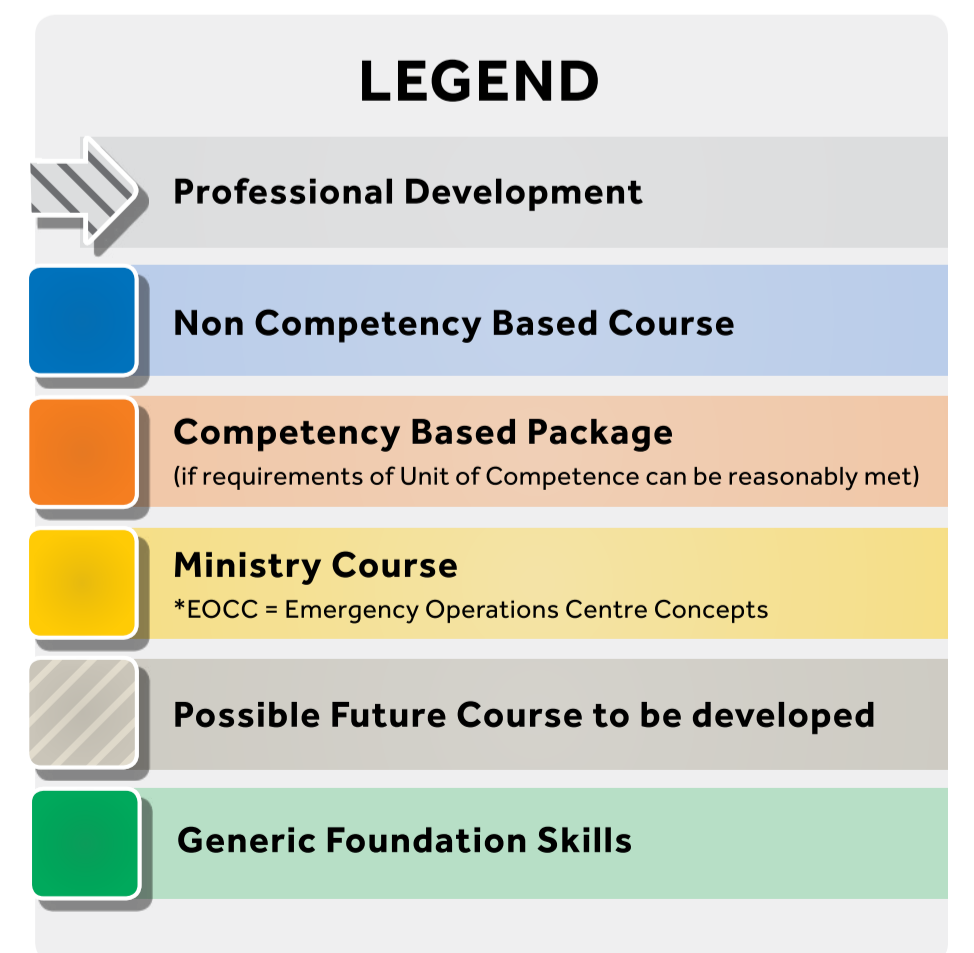 LEGEND
Professional Development
Non Competency Based Course
Competency Based Package
(if requirements of Unit of Competence can be reasonably met)
Ministry Course
*EOCC = Emergency Operations Centre Concepts
Possible Future Course to be developed
Generic Foundation Skills